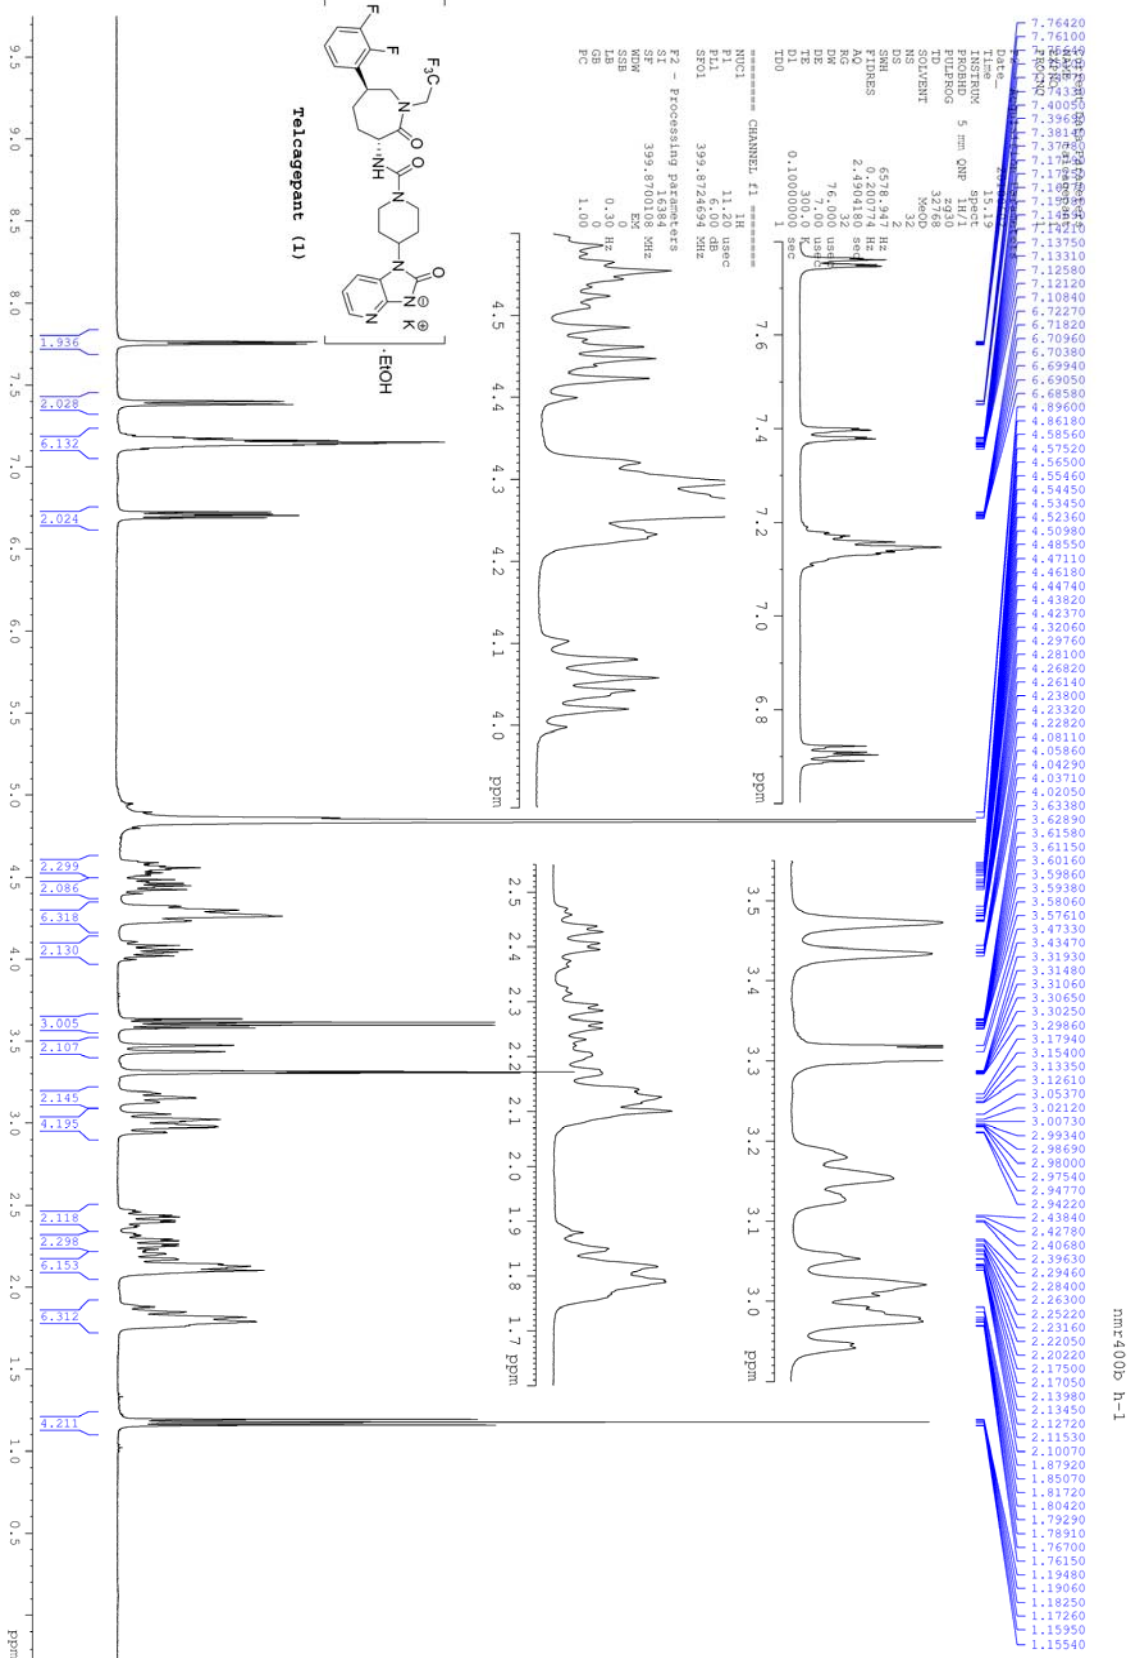 nmr400b h-1
7.76420
7.76100
7.40050
7.14210
7.13750
7.13310
7.12580
7.12120
7.10840
6.72270
6.71820
6.70960
6.70380
6.69940
6.69050
6.68580
4.89600
4.86180
4.58560
4.57520
4.56500
4.55460
4.54450
4.53450
4.52360
4.50980
4.48550
4.47110
4.46180
4.44740
4.43820
4.42370
4.32060
4.29760
4.28100
4.26820
4.26140
4.23800
4.23320
4.22820
4.08110
4.05860
4.04290
4.03710
4.02050
3.63380
3.62890
3.61580
3.61150
3.60160
3.59860
3.59380
3.58060
3.57610
3.47330
3.43470
3.31930
3.31480
3.31060
3.30650
3.30250
3.29860
3.17940
3.15400
3.13350
3.12610
3.05370
3.02120
3.00730
2.99340
2.98690
2.98000
2.97540
2.94770
2.94220
2.43840
2.42780
2.40680
2.39630
2.29460
2.28400
2.26300
2.25220
2.23160
2.22050
2.20220
2.17500
2.17050
2.13980
2.13450
2.12720
2.11530
2.10070
1.87920
1.85070
1.81720
1.80420
1.79290
1.78910
1.76700
1.76150
1.19480
1.19060
1.18250
1.17260
1.15950
1.15540
Date_
Time 15.19
INSTRUM spect
PROBHD 5 mm QNP 1H/1
PULPROG zg30
TD 32768
SOLVENT MeOD
NS 32
DS 2
SWH 6578.947 Hz
FIDRES 0.200774 Hz
AQ 2.4904180 sec
RG 32
DW 76.000 usec
DE 7.00 usec
TE 300.0 K
D1 0.10000000 sec
TD0 1
======== CHANNEL f1 ========
NUC1 1H
P1 11.20 usec
PL1 6.00 dB
SFO1 399.8724694 MHz
F2 - Processing parameters
SI 16384
SF 399.8700108 MHz
WDW EM
SSB 0
LB 0.30 Hz
GB 0
PC 1.00
7.6 7.4 7.2 7.0 6.8 ppm
3.5 3.4 3.3 3.2 3.1 3.0 ppm
4.5 4.4 4.3 4.2 4.1 4.0 ppm
2.5 2.4 2.3 2.2 2.1 2.0 1.9 1.8 1.7 ppm
F
F
F3C
N
O
NH
O
N
N
O
N
⊖
K
⊕
N
·EtOH
Telcagepant (1)
1.936
2.028
6.132
2.024
2.299
2.086
6.318
2.130
3.005
2.107
2.145
4.195
2.118
2.298
6.153
6.312
4.211
9.5 9.0 8.5 8.0 7.5 7.0 6.5 6.0 5.5 5.0 4.5 4.0 3.5 3.0 2.5 2.0 1.5 1.0 0.5 ppm